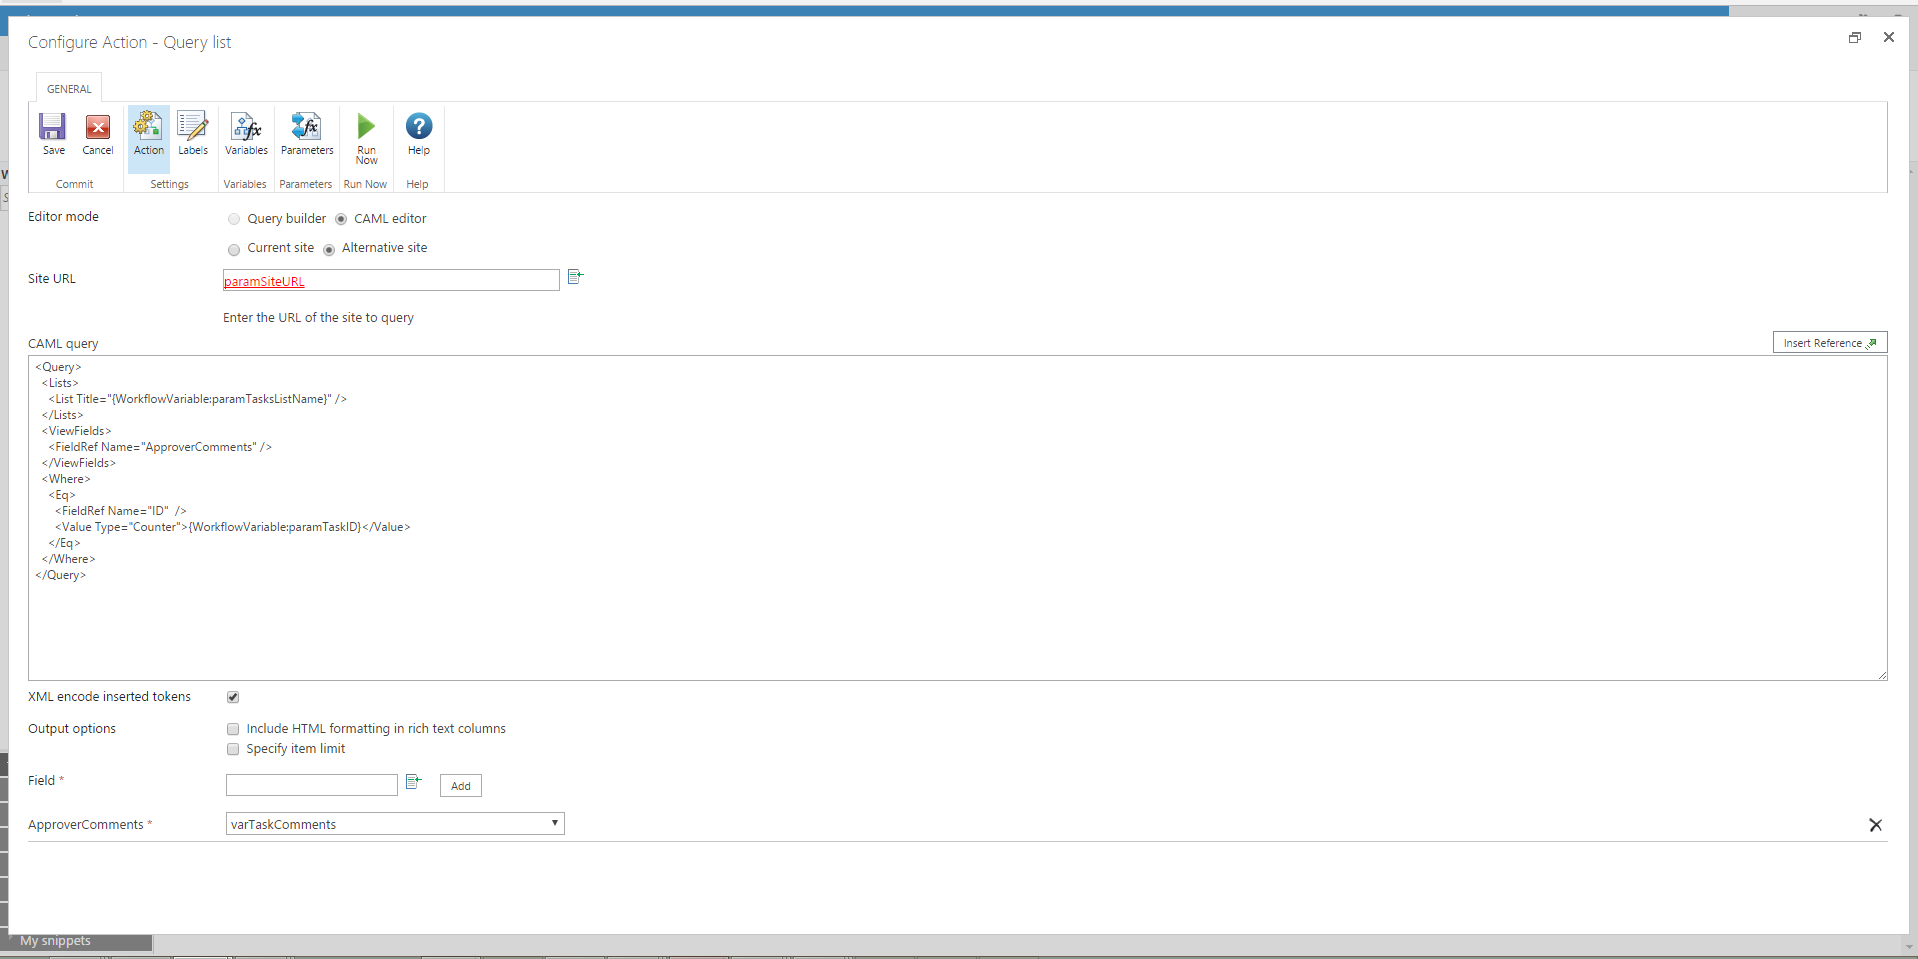 Configure Action - Query list
GENERAL
Save
Cancel
Action
Labels
Variables
Parameters
Run Now
Help
Commit
Settings
Variables
Parameters
Run Now
Help
Editor mode
Query builder
CAML editor
Current site
Alternative site
Site URL
paramSiteURL
Enter the URL of the site to query
CAML query
Insert Reference
<Query>
<Lists>
<List Title="{WorkflowVariable:paramTasksListName}" />
</Lists>
<ViewFields>
<FieldRef Name="ApproverComments" />
</ViewFields>
<Where>
<Eq>
<FieldRef Name="ID"  />
<Value Type="Counter">{WorkflowVariable:paramTaskID}</Value>
</Eq>
</Where>
</Query>
XML encode inserted tokens
Output options
Include HTML formatting in rich text columns
Specify item limit
Field *
Add
ApproverComments *
varTaskComments
My snippets